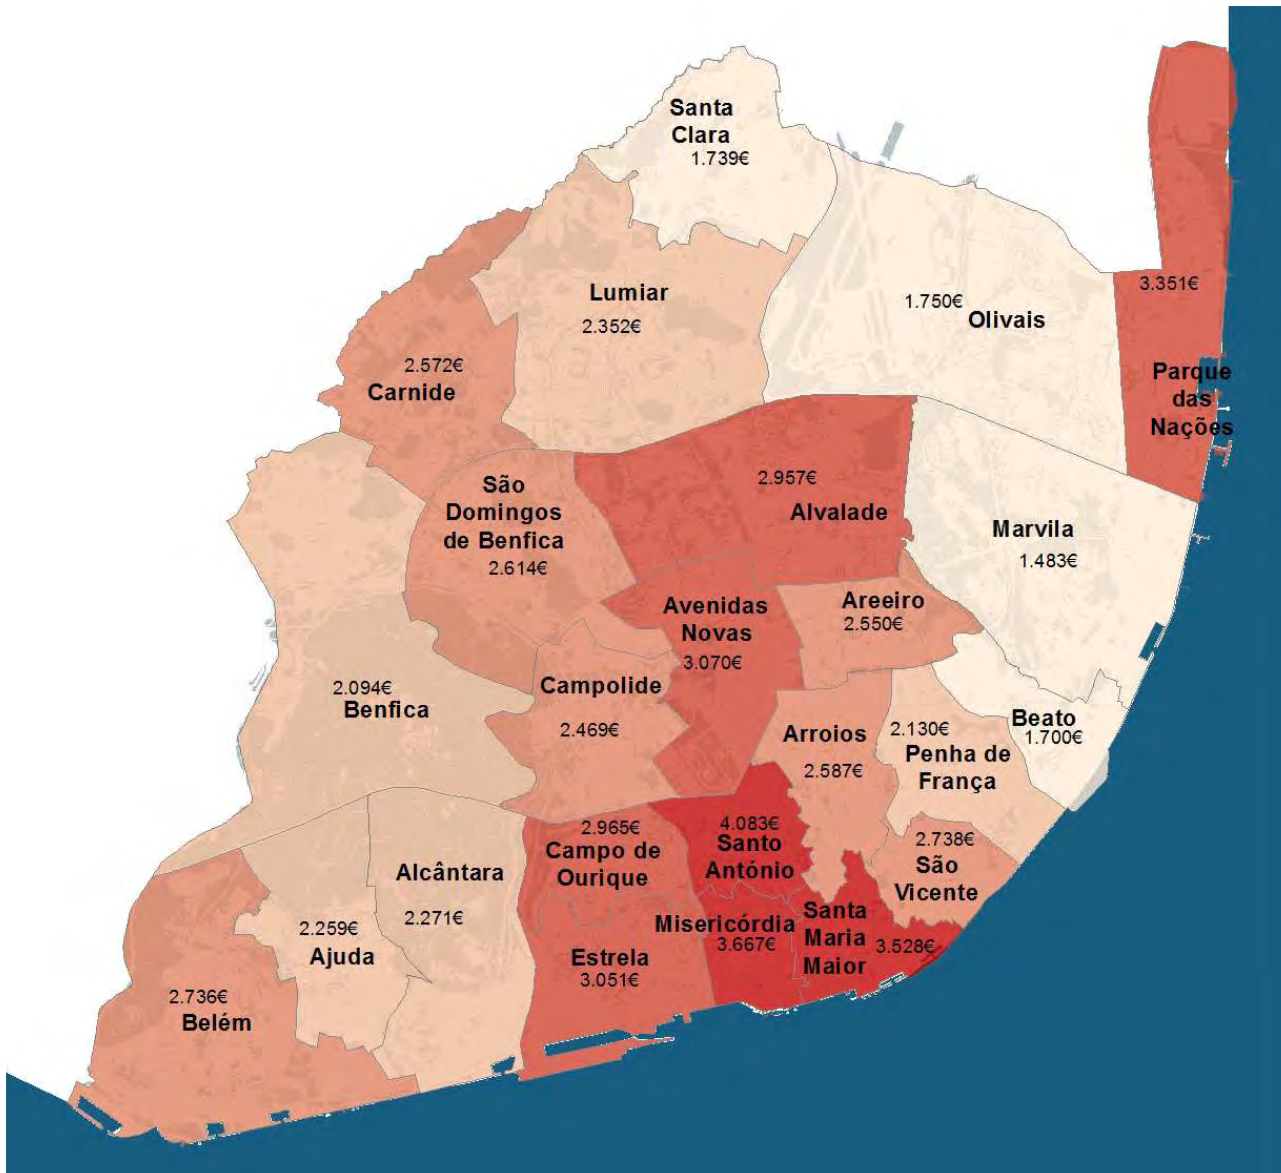 Santa
Clara
1.739€
Lumiar
2.352€
1.750€
Olivais
3.351€
Parque
das
Nações
2.572€
Carnide
São
Domingos
de Benfica
2.614€
2.957€
Alvalade
Marvila
1.483€
Avenidas
Novas
3.070€
Areeiro
2.550€
2.094€
Benfica
Campolide
2.469€
Arroios
2.587€
2.130€
Penha de
França
Beato
1.700€
2.965€
Campo de
Ourique
4.083€
Santo
António
2.738€
São
Vicente
Alcântara
2.271€
2.259€
Ajuda
Misericórdia
3.667€
Santa
Maria
Maior
3.528€
Estrela
3.051€
2.736€
Belém